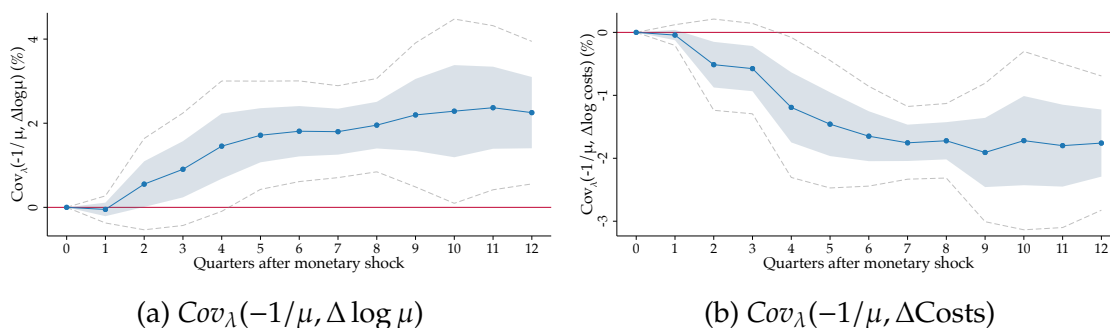 Cov_λ(-1/μ, Δlogμ) (%)
4
2
0
0 1 2 3 4 5 6 7 8 9 10 11 12
Quarters after monetary shock
(a) Cov_λ(−1/μ, Δ log μ)
Cov_λ(-1/μ, Δlog costs) (%)
0
-1
-2
-3
0 1 2 3 4 5 6 7 8 9 10 11 12
Quarters after monetary shock
(b) Cov_λ(−1/μ, ΔCosts)